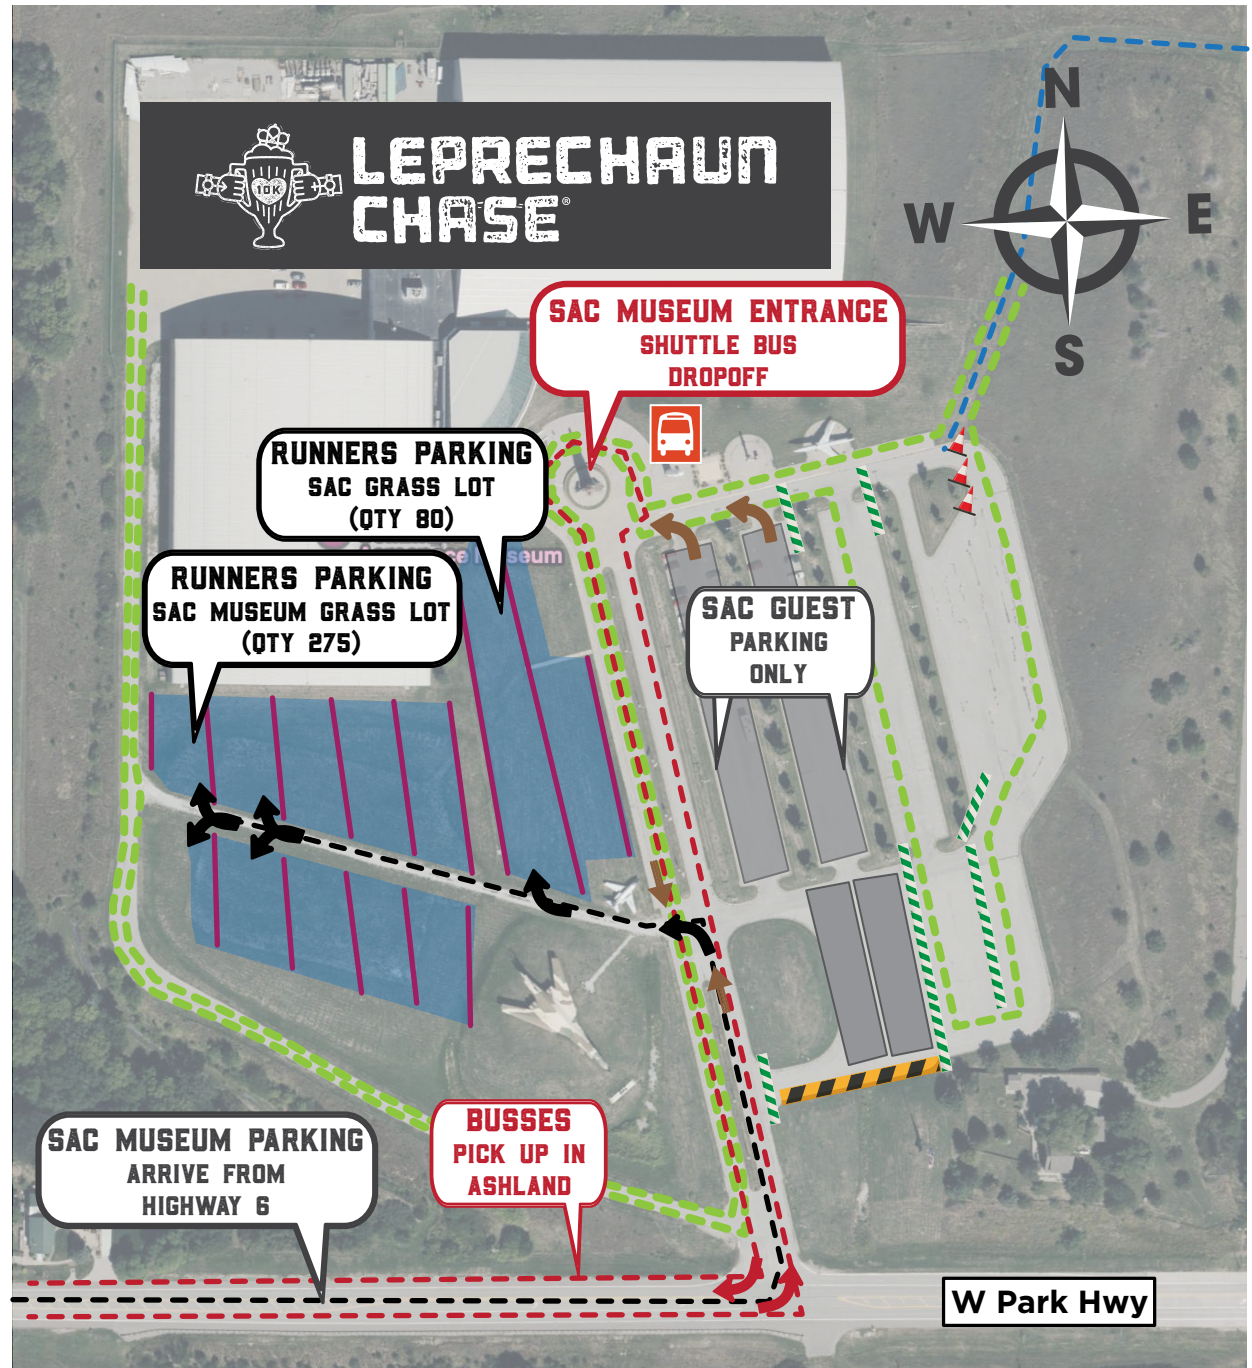 LEPRECHAUN
CHASE®
10K
N
W
E
S
SAC MUSEUM ENTRANCE
SHUTTLE BUS
DROPOFF
RUNNERS PARKING
SAC GRASS LOT
(QTY 80)
RUNNERS PARKING
SAC MUSEUM GRASS LOT
(QTY 275)
SAC GUEST
PARKING
ONLY
BUSSES
PICK UP IN
ASHLAND
SAC MUSEUM PARKING
ARRIVE FROM
HIGHWAY 6
W Park Hwy